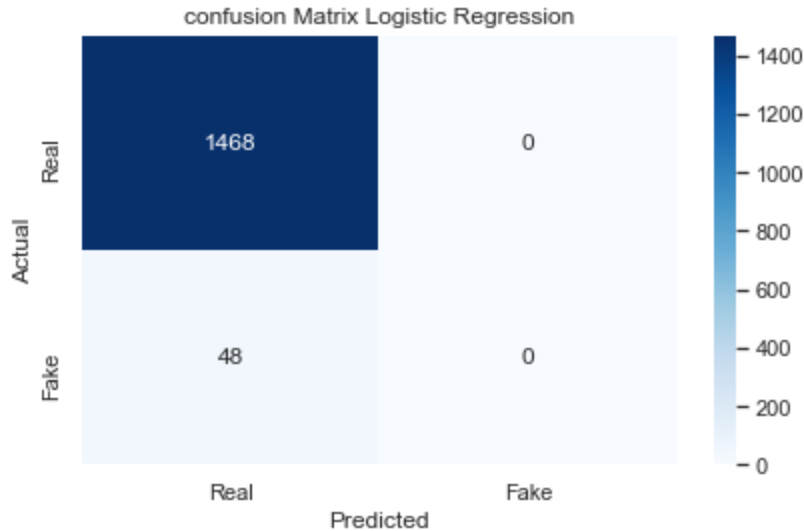 confusion Matrix Logistic Regression
1468 0
48 0
Real
Fake
Actual
Real Fake
Predicted
1400
1200
1000
800
600
400
200
0